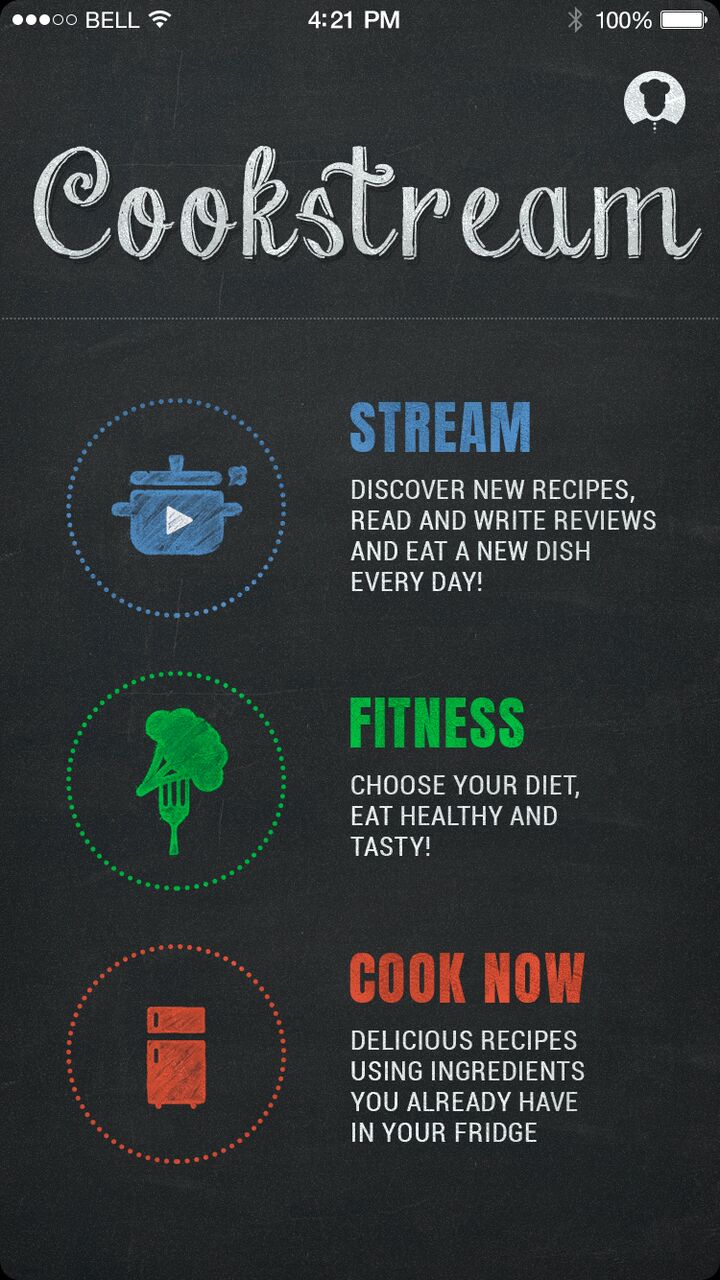 BELL 4:21 PM 100%
Cookstream
STREAM
DISCOVER NEW RECIPES,
READ AND WRITE REVIEWS
AND EAT A NEW DISH
EVERY DAY!
FITNESS
CHOOSE YOUR DIET,
EAT HEALTHY AND
TASTY!
COOK NOW
DELICIOUS RECIPES
USING INGREDIENTS
YOU ALREADY HAVE
IN YOUR FRIDGE